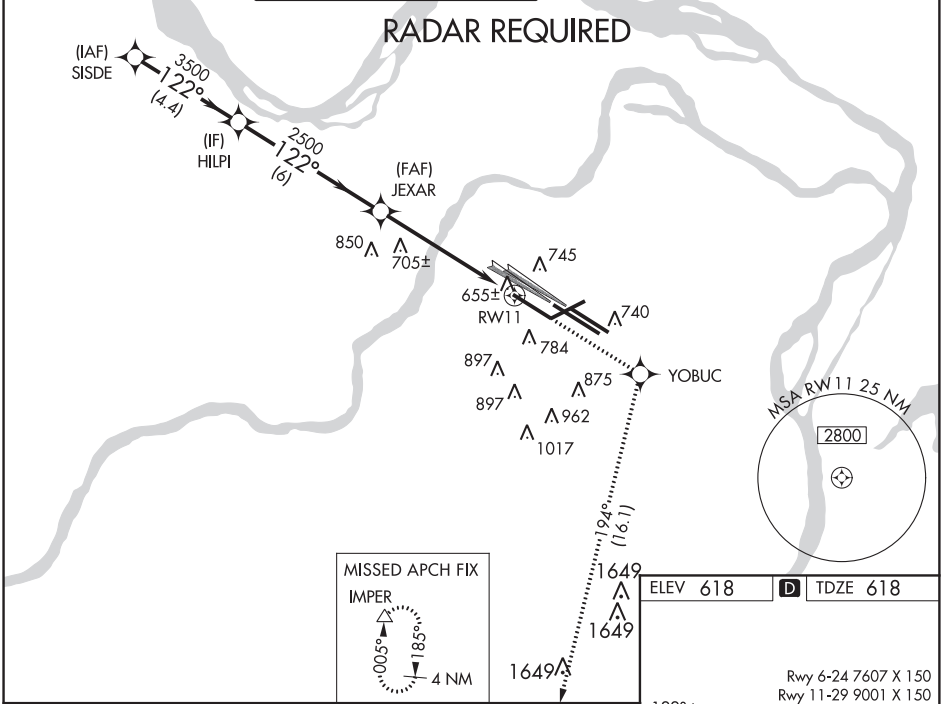 RADAR REQUIRED
(IAF)
SISDE
3500
122°
(4.4)
(IF)
HILPI
2500
122°
(6)
(FAF)
JEXAR
850
705±
745
655±
RW11
740
784
897
875
YOBUC
897
962
1017
MSA RW11 25 NM
2800
194°
(16.1)
1649
1649
1649
MISSED APCH FIX
IMPER
005°
185°
4 NM
ELEV 618
D
TDZE 618
Rwy 6-24 7607 X 150
Rwy 11-29 9001 X 150